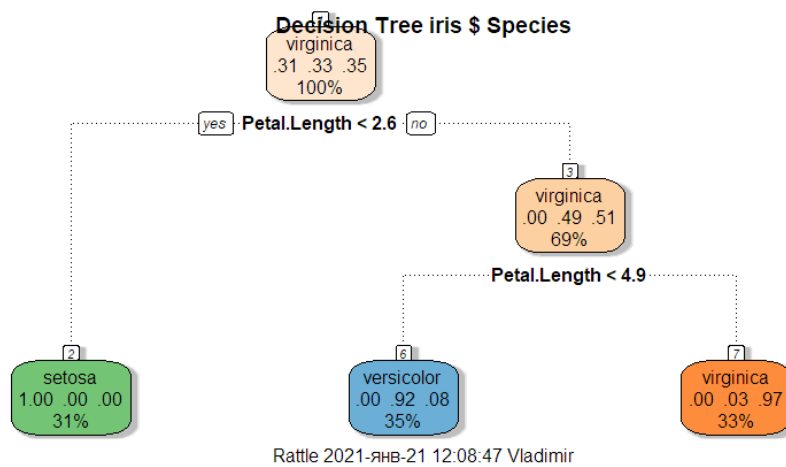 Decision Tree iris $ Species
1
virginica
.31 .33 .35
100%
yes Petal.Length < 2.6 no
3
virginica
.00 .49 .51
69%
Petal.Length < 4.9
2
setosa
1.00 .00 .00
31%
6
versicolor
.00 .92 .08
35%
7
virginica
.00 .03 .97
33%
Rattle 2021-янв-21 12:08:47 Vladimir